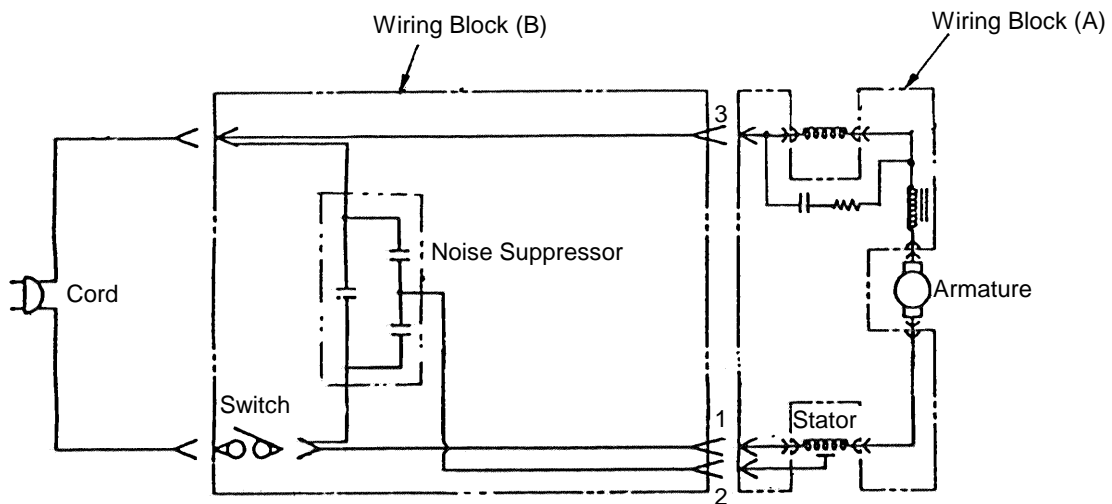 Wiring Block (B)
Wiring Block (A)
3
Noise Suppressor
Cord
Armature
Switch
1
Stator
2